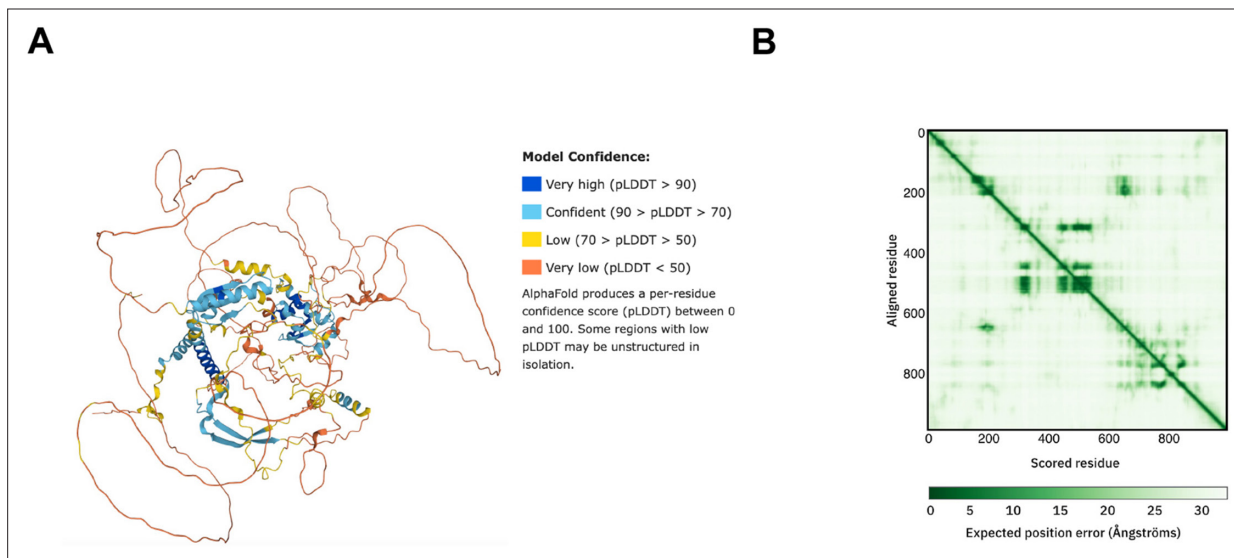 A
B
Model Confidence:
Very high (pLDDT > 90)
Confident (90 > pLDDT > 70)
Low (70 > pLDDT > 50)
Very low (pLDDT < 50)
AlphaFold produces a per-residue
confidence score (pLDDT) between 0
and 100. Some regions with low
pLDDT may be unstructured in
isolation.
0
200
400
600
800
Aligned residue
0 200 400 600 800
Scored residue
0 5 10 15 20 25 30
Expected position error (Ångströms)